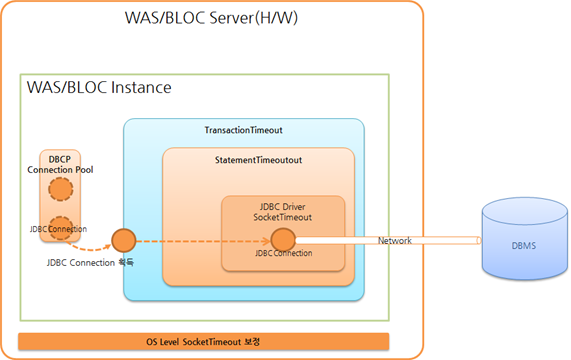 WAS/BLOC Server(H/W)
WAS/BLOC Instance
TransactionTimeout
StatementTimeoutout
DBCP
Connection Pool
JDBC Connection
JDBC Driver
SocketTimeout
JDBC Connection
JDBC Connection 획득
Network
DBMS
OS Level SocketTimeout 보정